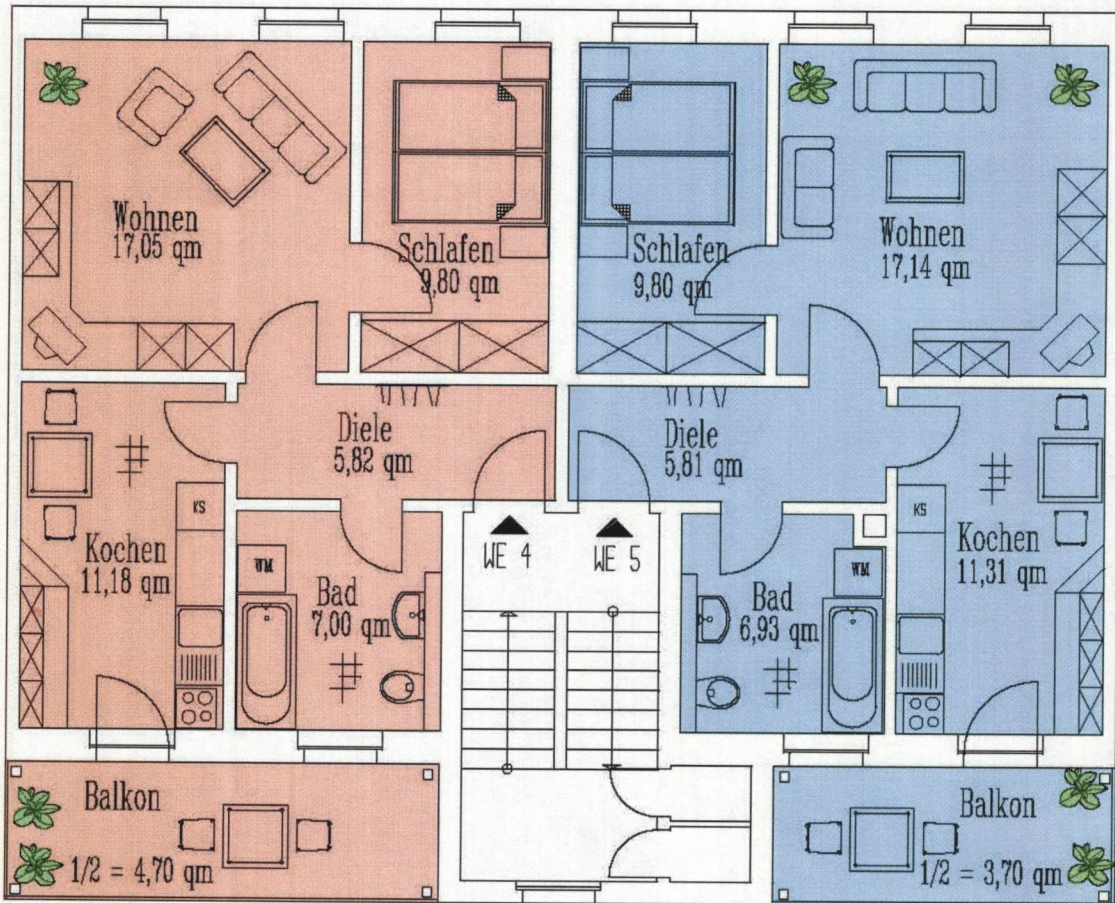 Wohnen
17,05 qm
Schlafen
9,80 qm
Schlafen
9,80 qm
Wohnen
17,14 qm
Diele
5,82 qm
Diele
5,81 qm
KS
KS
Kochen
11,18 qm
WM
Bad
7,00 qm
WE 4
WE 5
Bad
6,93 qm
WM
Kochen
11,31 qm
Balkon
1/2 = 4,70 qm
Balkon
1/2 = 3,70 qm